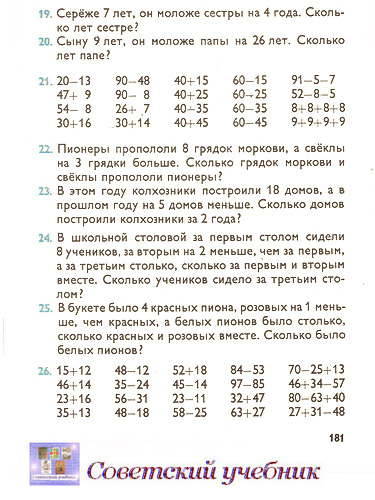 19. Серёже 7 лет, он моложе сестры на 4 года. Сколь-
ко лет сестре?
20. Сыну 9 лет, он моложе папы на 26 лет. Сколько
лет папе?
21. 20−13 90−48 40+15 60−15 91−5−7
47+ 9 90− 8 40+25 60−25 52−8−5
54− 8 26+ 7 40−35 60−35 8+8+8+8
30+16 30+14 40+45 60−45 9+9+9+9
22. Пионеры пропололи 8 грядок моркови, а свёклы
на 3 грядки больше. Сколько грядок моркови и
свёклы пропололи пионеры?
23. В этом году колхозники построили 18 домов, а в
прошлом году на 5 домов меньше. Сколько домов
построили колхозники за 2 года?
24. В школьной столовой за первым столом сидели
8 учеников, за вторым на 2 меньше, чем за первым,
а за третьим столько, сколько за первым и вторым
вместе. Сколько учеников сидело за третьим сто-
лом?
25. В букете было 4 красных пиона, розовых на 1 мень-
ше, чем красных, а белых пионов было столько,
сколько красных и розовых вместе. Сколько было
белых пионов?
26. 15+12 48−12 52+18 84−53 70−25+13
46+14 35−24 45−14 97−85 46+34−57
23+16 56−31 23−11 32+47 80−63+40
35+13 48−18 58−25 63+27 27+31−48
181
Советский учебник